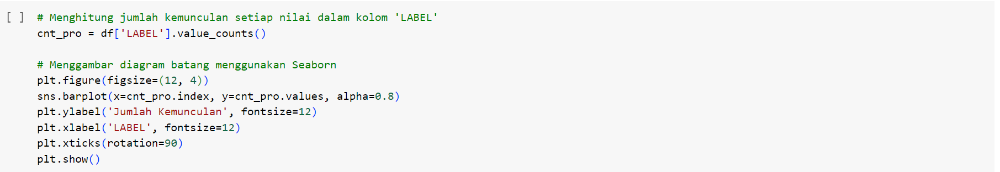 [ ] # Menghitung jumlah kemunculan setiap nilai dalam kolom 'LABEL'
cnt_pro = df['LABEL'].value_counts()
# Menggambar diagram batang menggunakan Seaborn
plt.figure(figsize=(12, 4))
sns.barplot(x=cnt_pro.index, y=cnt_pro.values, alpha=0.8)
plt.ylabel('Jumlah Kemunculan', fontsize=12)
plt.xlabel('LABEL', fontsize=12)
plt.xticks(rotation=90)
plt.show()